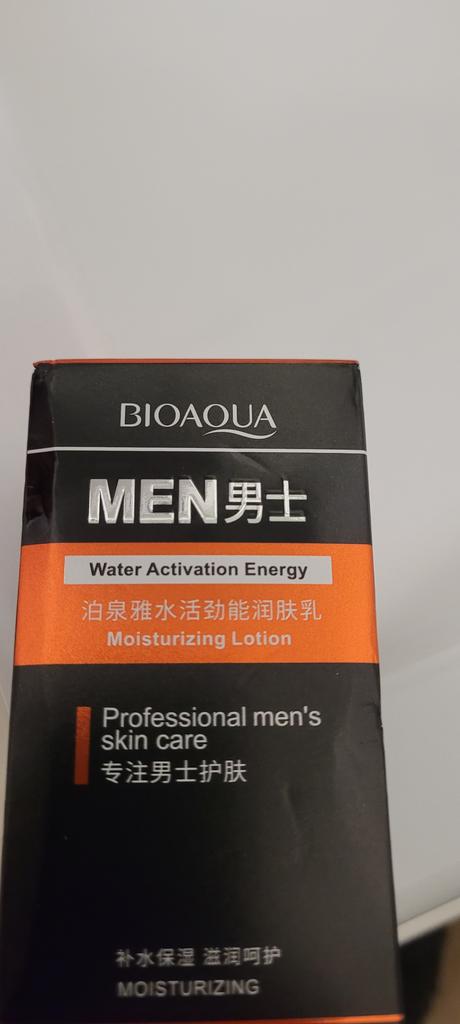 BIOAQUA
MEN男士
Water Activation Energy
泊泉雅水活劲能润肤乳
Moisturizing Lotion
Professional men's
skin care
专注男士护肤
补水保湿 滋润呵护
MOISTURIZING